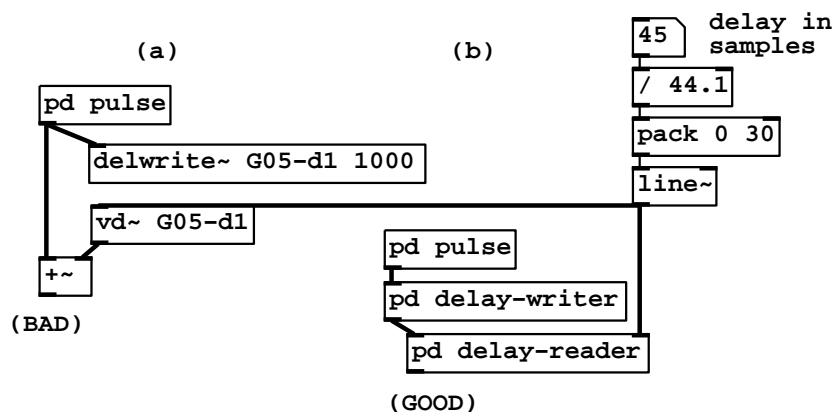 45
delay in
samples
(a)
(b)
/ 44.1
pd pulse
pack 0 30
delwrite~ G05-d1 1000
line~
vd~ G05-d1
pd pulse
+~
pd delay-writer
(BAD)
pd delay-reader
(GOOD)